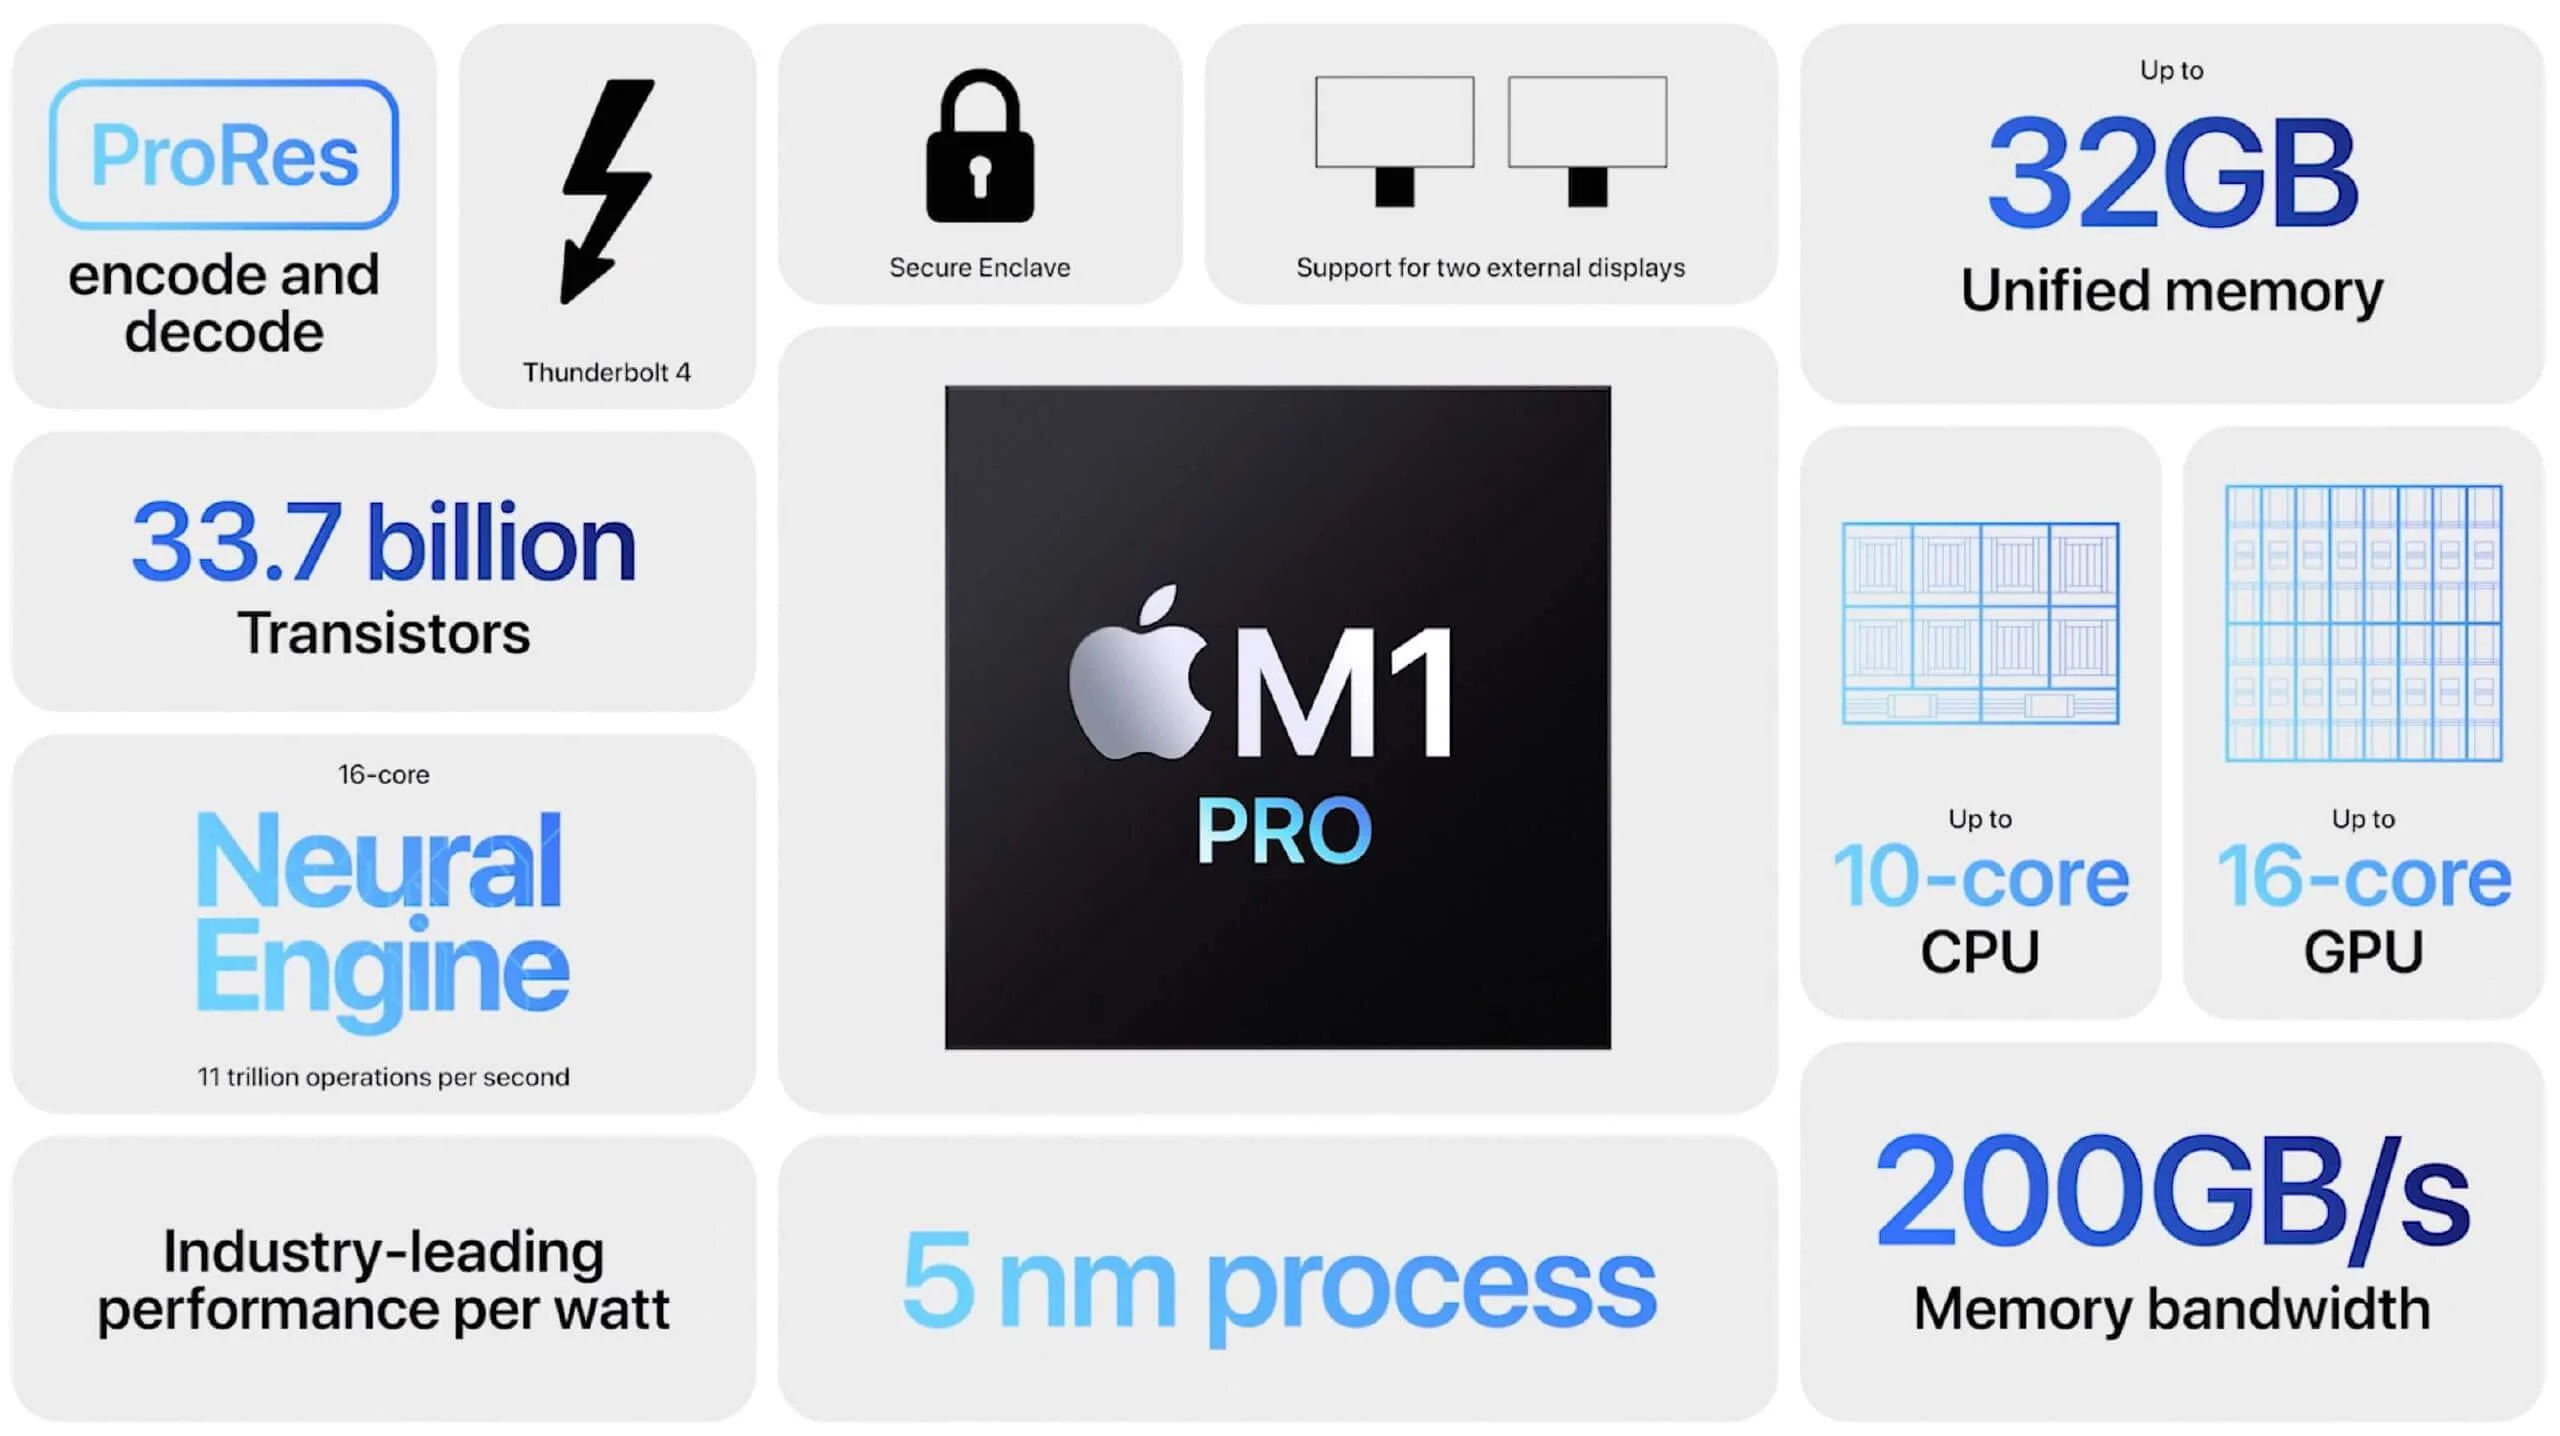 ProRes
encode and
decode
Thunderbolt 4
Secure Enclave
Support for two external displays
Up to
32GB
Unified memory
33.7 billion
Transistors
M1
PRO
Up to
10-core
CPU
Up to
16-core
GPU
16-core
Neural
Engine
11 trillion operations per second
Industry-leading
performance per watt
5 nm process
200GB/s
Memory bandwidth